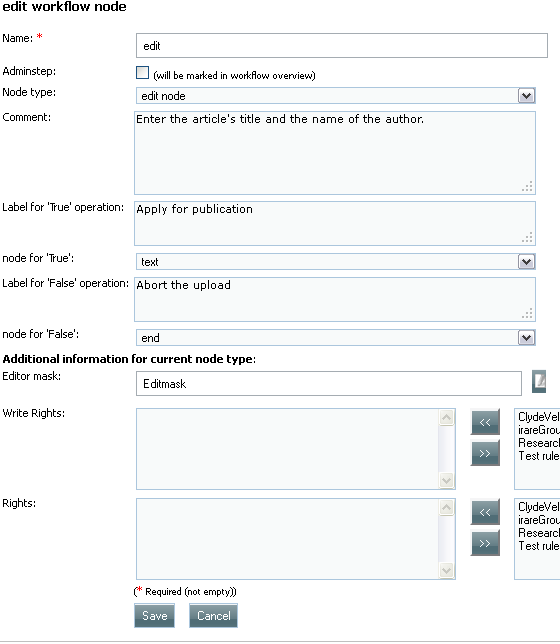 edit workflow node
Name: *
edit
Adminstep:
(will be marked in workflow overview)
Node type:
edit node
Comment:
Enter the article's title and the name of the author.
Label for 'True' operation:
Apply for publication
node for 'True':
text
Label for 'False' operation:
Abort the upload
node for 'False':
end
Additional information for current node type:
Editor mask:
Editmask
Write Rights:
<<
>>
ClydeVel
irareGrou
Research
Test rule
Rights:
<<
>>
ClydeVel
irareGrou
Research
Test rule
(* Required (not empty))
Save
Cancel